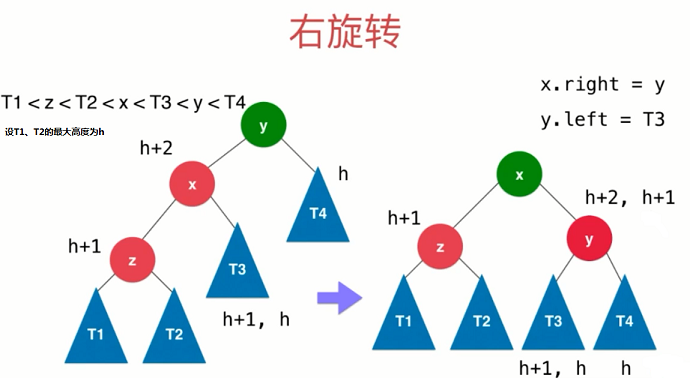 右旋转
T1 < z < T2 < x < T3 < y < T4
设T1、T2的最大高度为h
x.right = y
y.left = T3
y
h+2
x
h
T4
h+1
z
T3
h+1, h
T1
T2
x
h+2, h+1
h+1
z
y
T1
T2
T3
T4
h+1, h
h